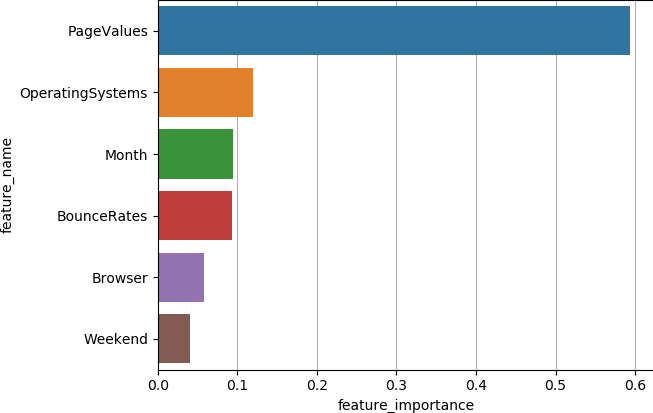 PageValues
OperatingSystems
Month
BounceRates
Browser
Weekend
feature_name
0.0 0.1 0.2 0.3 0.4 0.5 0.6
feature_importance